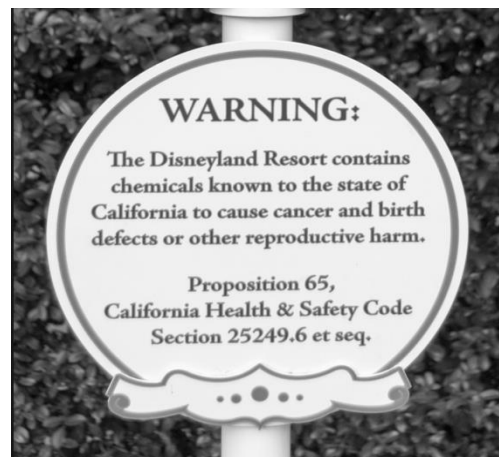 WARNING:
The Disneyland Resort contains
chemicals known to the state of
California to cause cancer and birth
defects or other reproductive harm.
Proposition 65,
California Health & Safety Code
Section 25249.6 et seq.